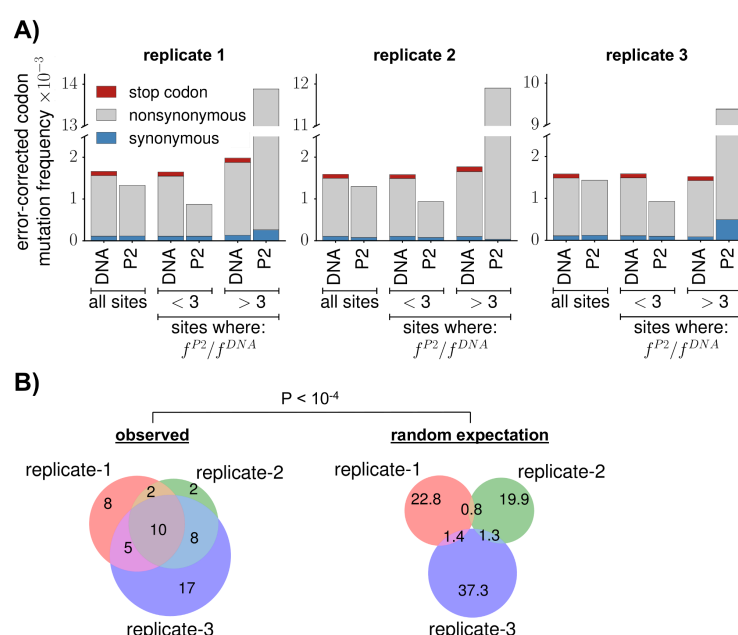 A)
replicate 1
replicate 2
replicate 3
error-corrected codon
mutation frequency ×10⁻³
14
13
2
1
0
stop codon
nonsynonymous
synonymous
12
11
2
1
0
10
9
2
1
0
DNA P2 DNA P2 DNA P2
DNA P2 DNA P2 DNA P2
DNA P2 DNA P2 DNA P2
all sites < 3 > 3
all sites < 3 > 3
all sites < 3 > 3
sites where:
f^{P2}/f^{DNA}
sites where:
f^{P2}/f^{DNA}
sites where:
f^{P2}/f^{DNA}
B)
P < 10⁻⁴
observed
random expectation
replicate-1
replicate-2
8
2
2
10
5
8
17
replicate-3
replicate-1
replicate-2
22.8
0.8
19.9
1.4
1.3
37.3
replicate-3